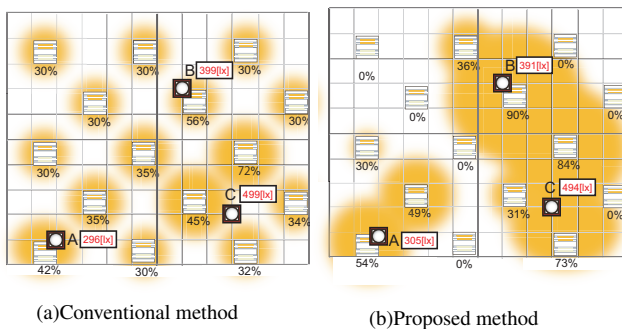 30% 30% 30%
B 399[lx]
30% 56% 30%
30% 35% 72%
C 499[lx]
35% 45% 34%
A 296[lx]
42% 30% 32%
(a)Conventional method
36% 0%
0%
B 391[lx]
0% 90% 0%
30% 0% 84%
C 494[lx]
49% 31% 0%
A 305[lx]
54% 0% 73%
(b)Proposed method